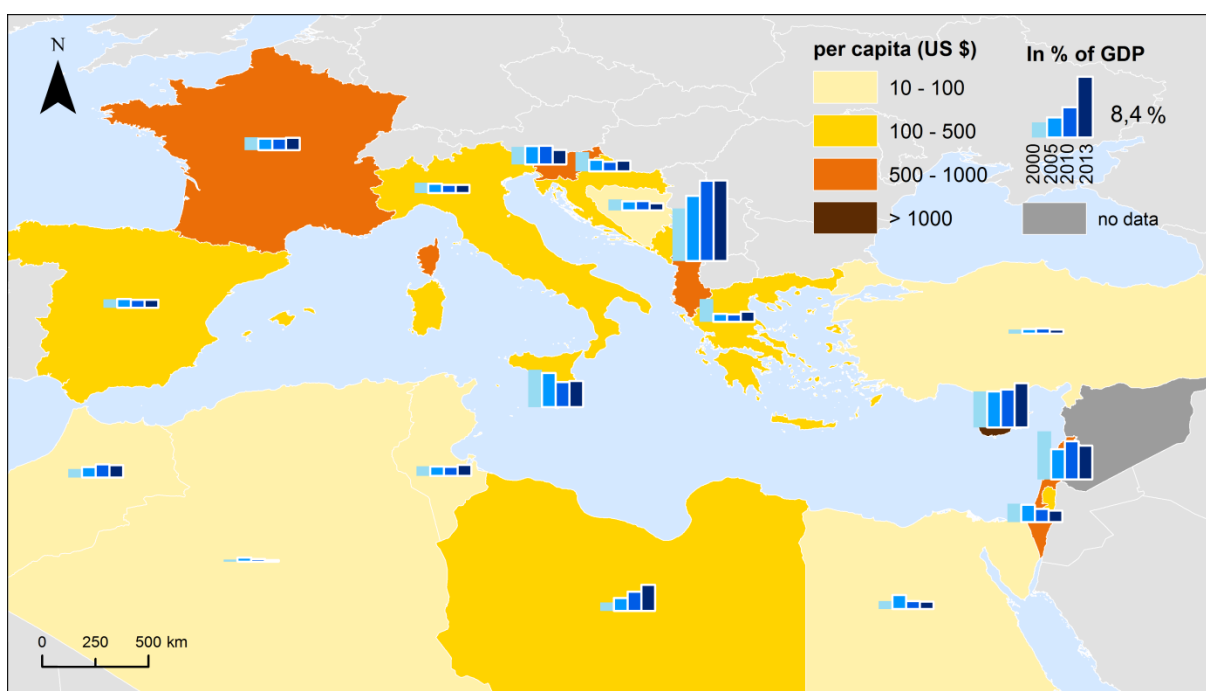 N
per capita (US $)
10 - 100
100 - 500
500 - 1000
> 1000
In % of GDP
8,4 %
2000
2005
2010
2013
no data
0 250 500 km